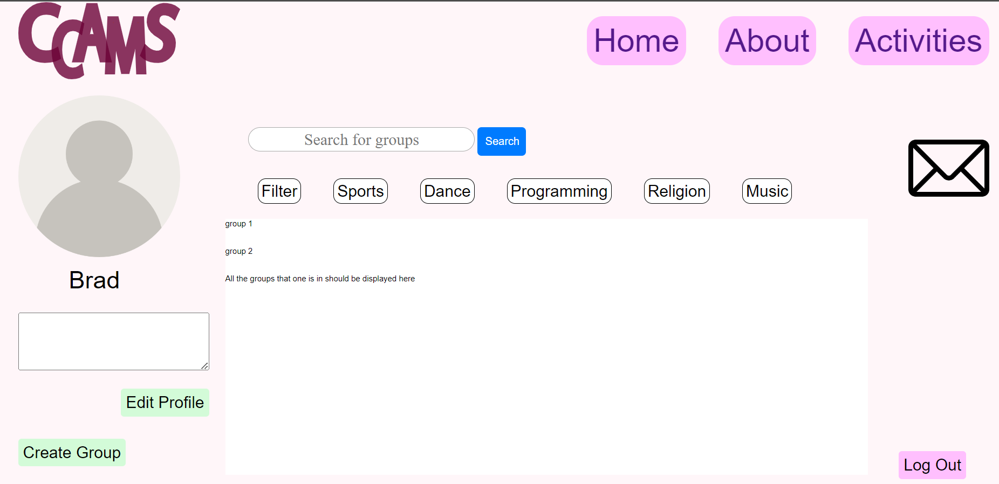 CCAMS
Home About Activities
Search for groups Search
Filter Sports Dance Programming Religion Music
group 1
group 2
All the groups that one is in should be displayed here
Brad
Edit Profile
Create Group
Log Out